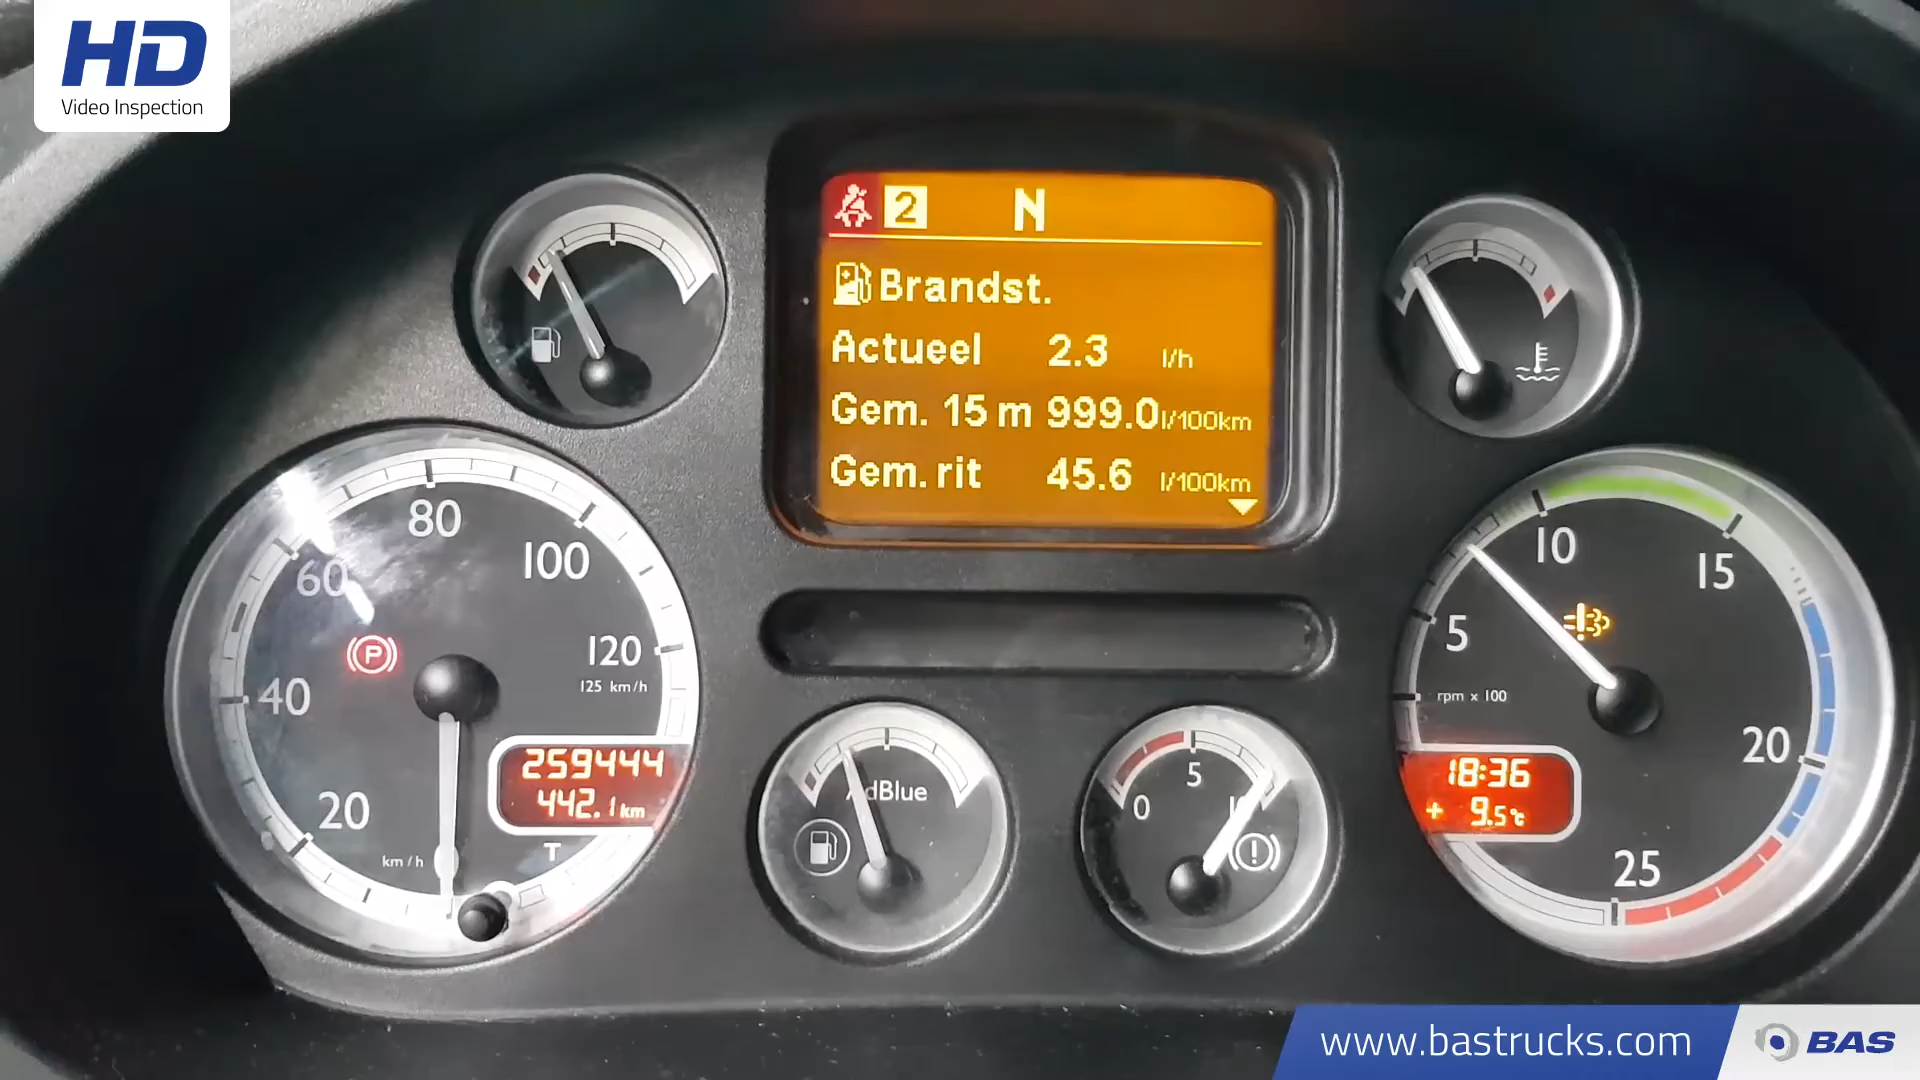 HD
Video Inspection
2 N
Brandst.
Actueel 2.3 l/h
Gem. 15 m 999.0 l/100km
Gem. rit 45.6 l/100km
20
40
60
80
100
120
125 km/h
P
km/h
259444
442.1 km
T
AdBlue
0
5
10
5
10
15
20
25
rpm x 100
18:36
+ 9.5°C
www.bastrucks.com
BAS